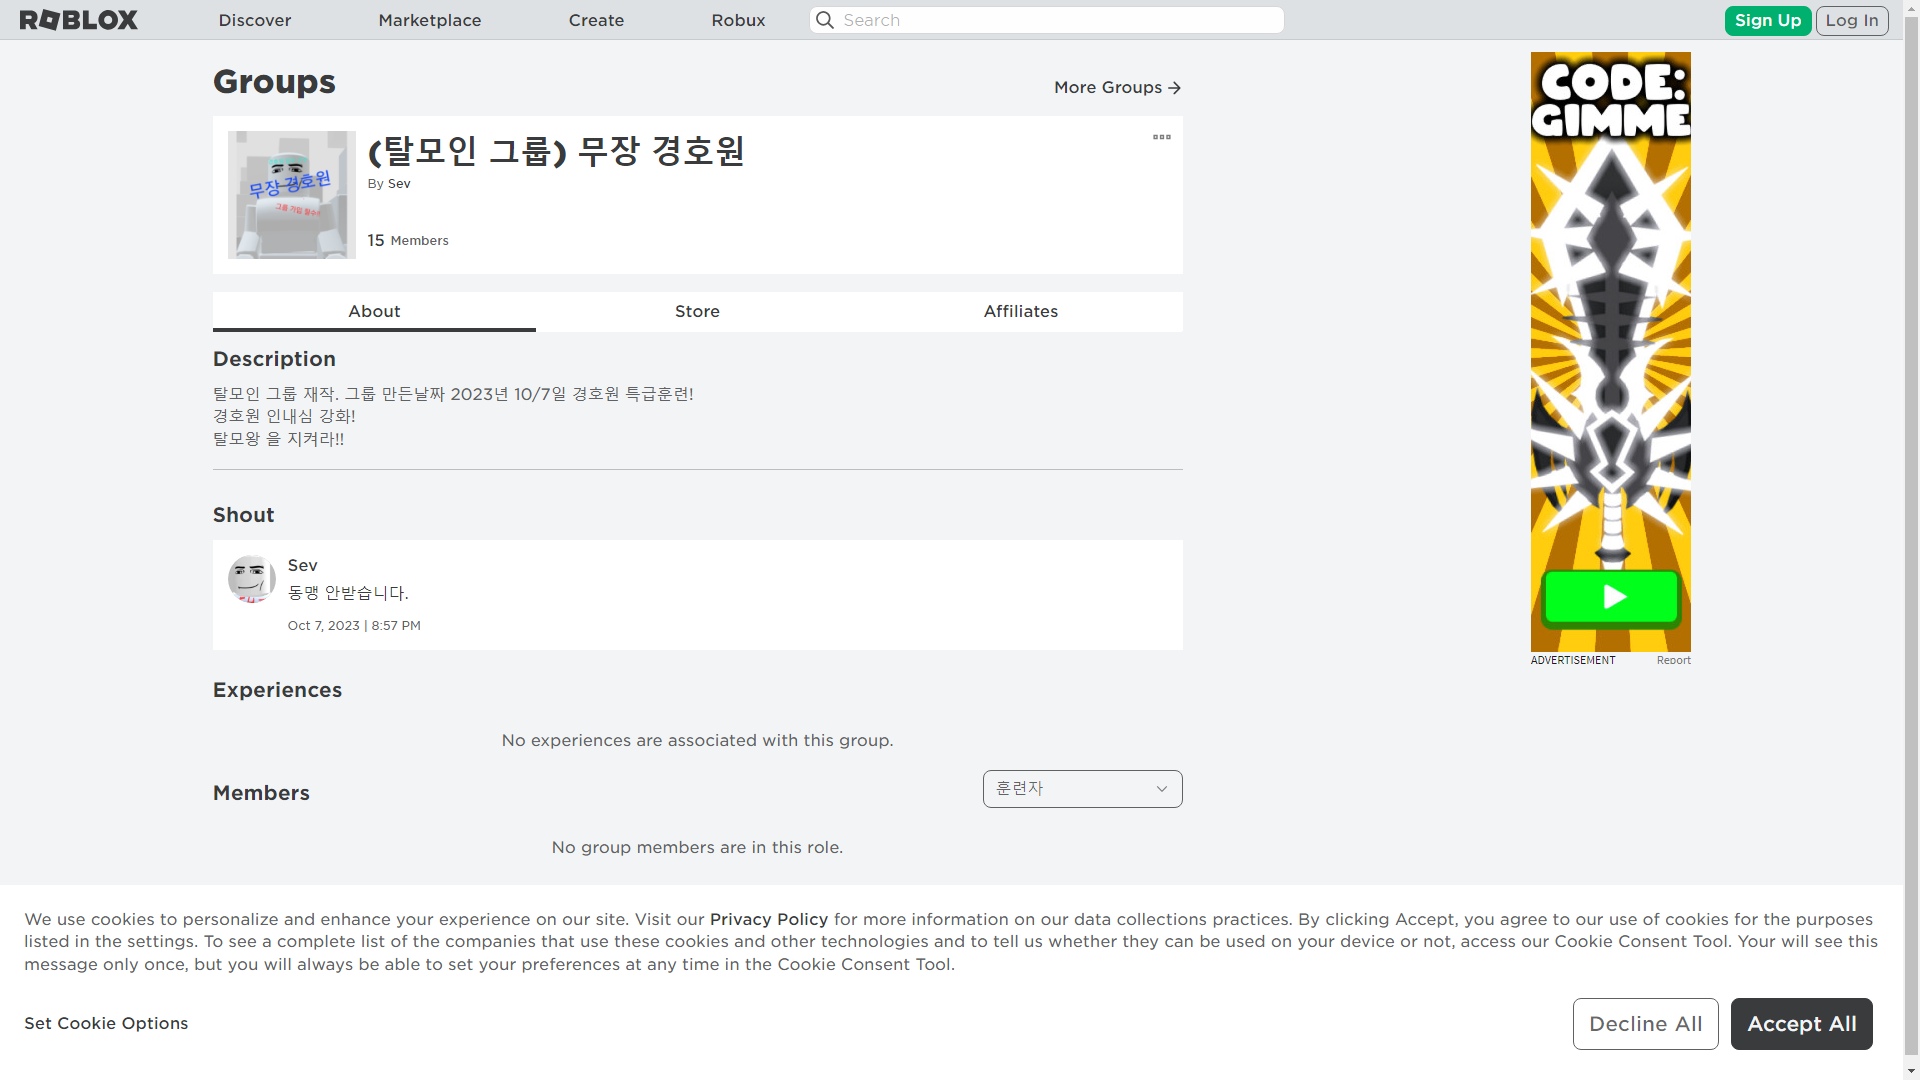 ROBLOX
Discover
Marketplace
Create
Robux
Search
Sign Up
Log In
Groups
More Groups
(탈모인 그룹) 무장 경호원
By Sev
15 Members
무장 경호원
그룹 가입 필수!
About
Store
Affiliates
Description
탈모인 그룹 재작. 그룹 만든날짜 2023년 10/7일 경호원 특급훈련!
경호원 인내심 강화!
탈모왕 을 지켜라!!
Shout
Sev
동맹 안받습니다.
Oct 7, 2023 | 8:57 PM
Experiences
No experiences are associated with this group.
Members
훈련자
No group members are in this role.
CODE:
GIMME
ADVERTISEMENT
Report
We use cookies to personalize and enhance your experience on our site. Visit our Privacy Policy for more information on our data collections practices. By clicking Accept, you agree to our use of cookies for the purposes
listed in the settings. To see a complete list of the companies that use these cookies and other technologies and to tell us whether they can be used on your device or not, access our Cookie Consent Tool. Your will see this
message only once, but you will always be able to set your preferences at any time in the Cookie Consent Tool.
Set Cookie Options
Decline All
Accept All